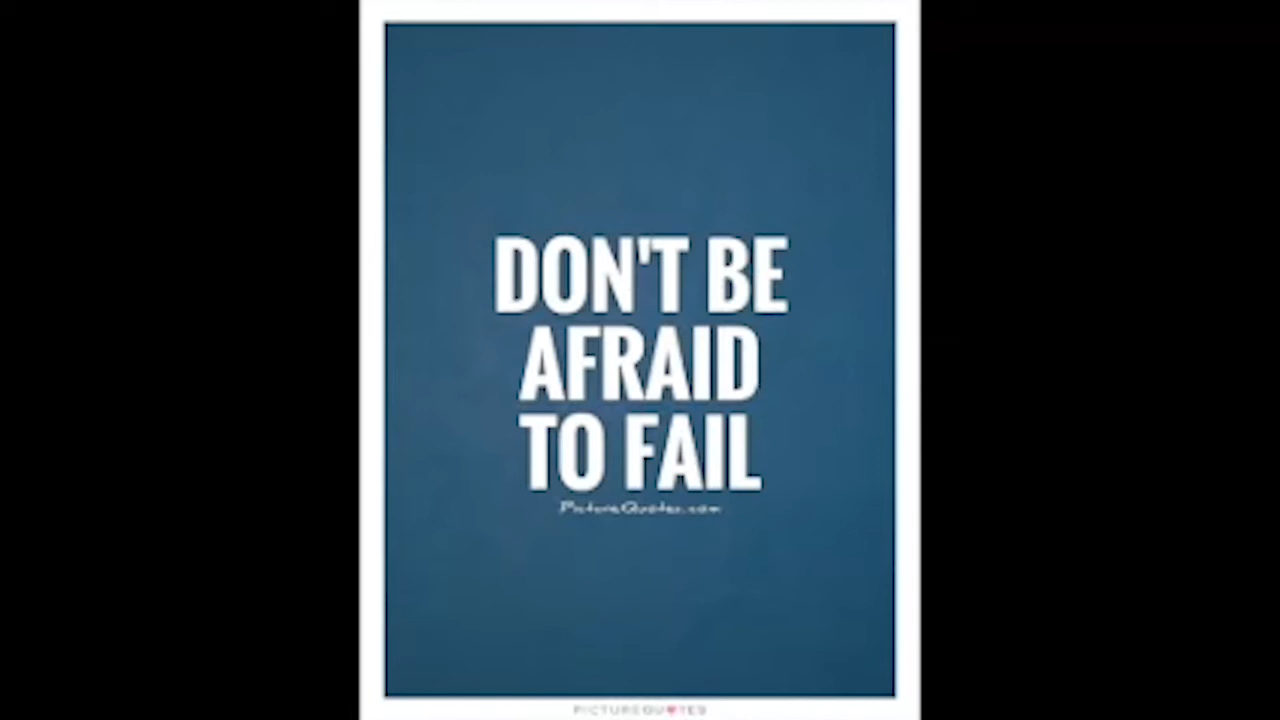 DON'T BE
AFRAID
TO FAIL
PictureQuotes.com
PICTUREQUOTES